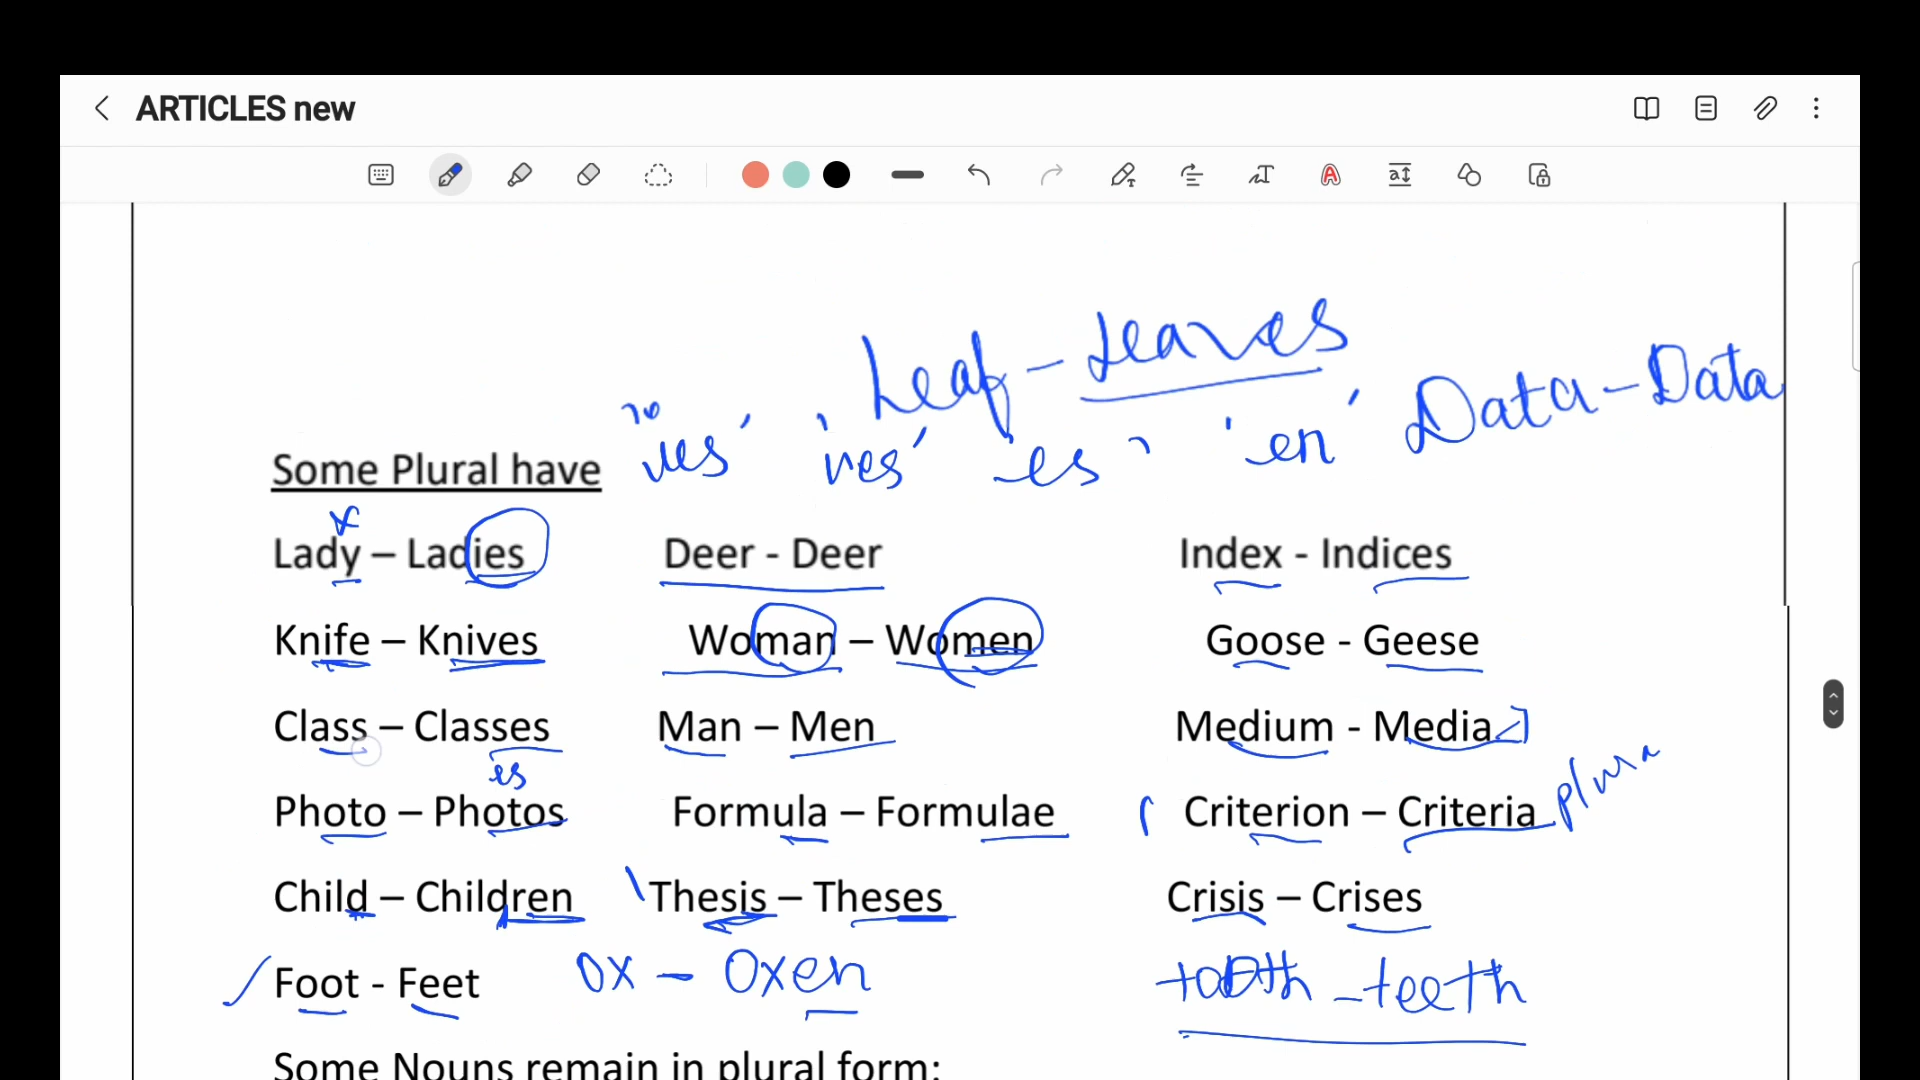 ARTICLES new
Leaf - Leaves
Data - Data
'ies' 'ves' -es' 'en'
Some Plural have
Lady – Ladies Deer - Deer Index - Indices
Knife – Knives Woman – Women Goose - Geese
Class – Classes Man – Men Medium - Media
es
Photo – Photos Formula – Formulae Criterion – Criteria
Child – Children Thesis – Theses Crisis – Crises
Foot - Feet Ox - Oxen tooth - teeth
Some Nouns remain in plural form: